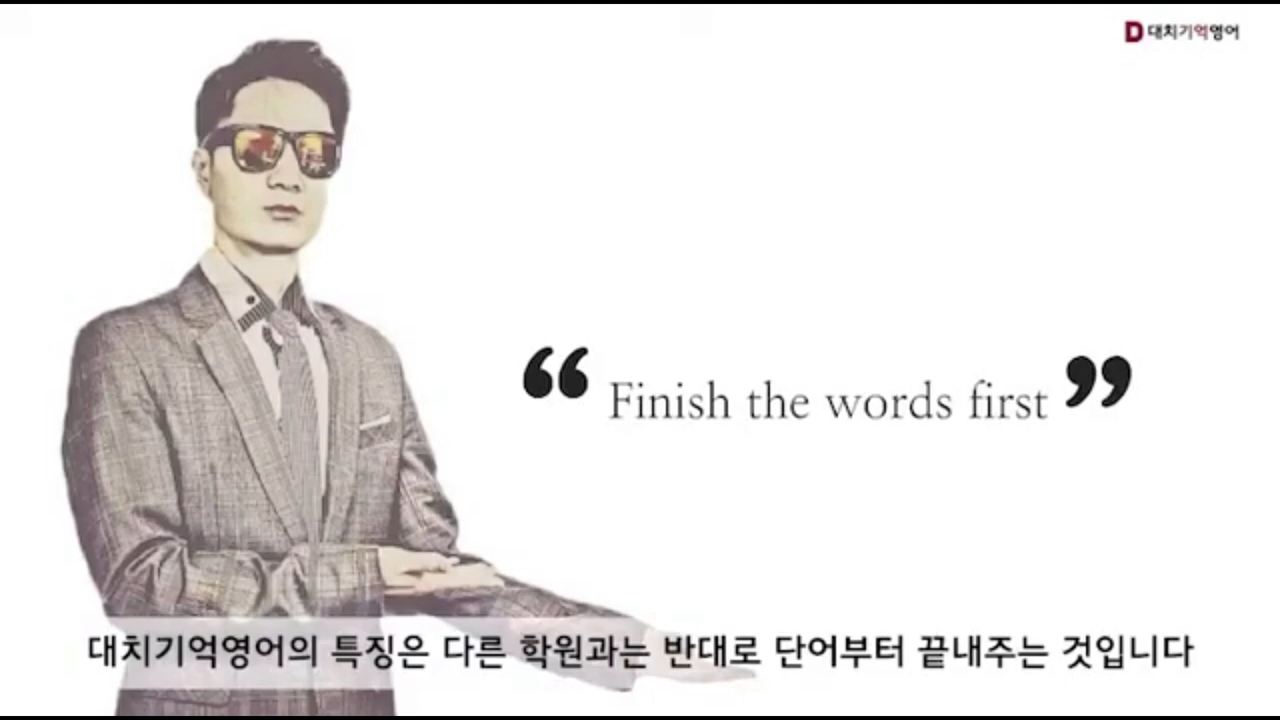 D 대치기억영어
“ Finish the words first ”
대치기억영어의 특징은 다른 학원과는 반대로 단어부터 끝내주는 것입니다